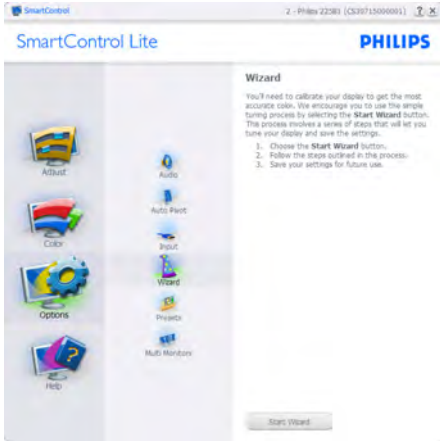 SmartControl
2 - Philips 225B1 (CS30715000001)
? X
SmartControl Lite
PHILIPS
Adjust
Color
Options
Help
Audio
Auto Pivot
Input
Wizard
Presets
Multi Monitors
Wizard
You'll need to calibrate your display to get the most
accurate color. We encourage you to use the simple
tuning process by selecting the Start Wizard button.
This process involves a series of steps that will let you
tune your display and save the settings.
1. Choose the Start Wizard button.
2. Follow the steps outlined in the process.
3. Save your settings for future use.
Start Wizard